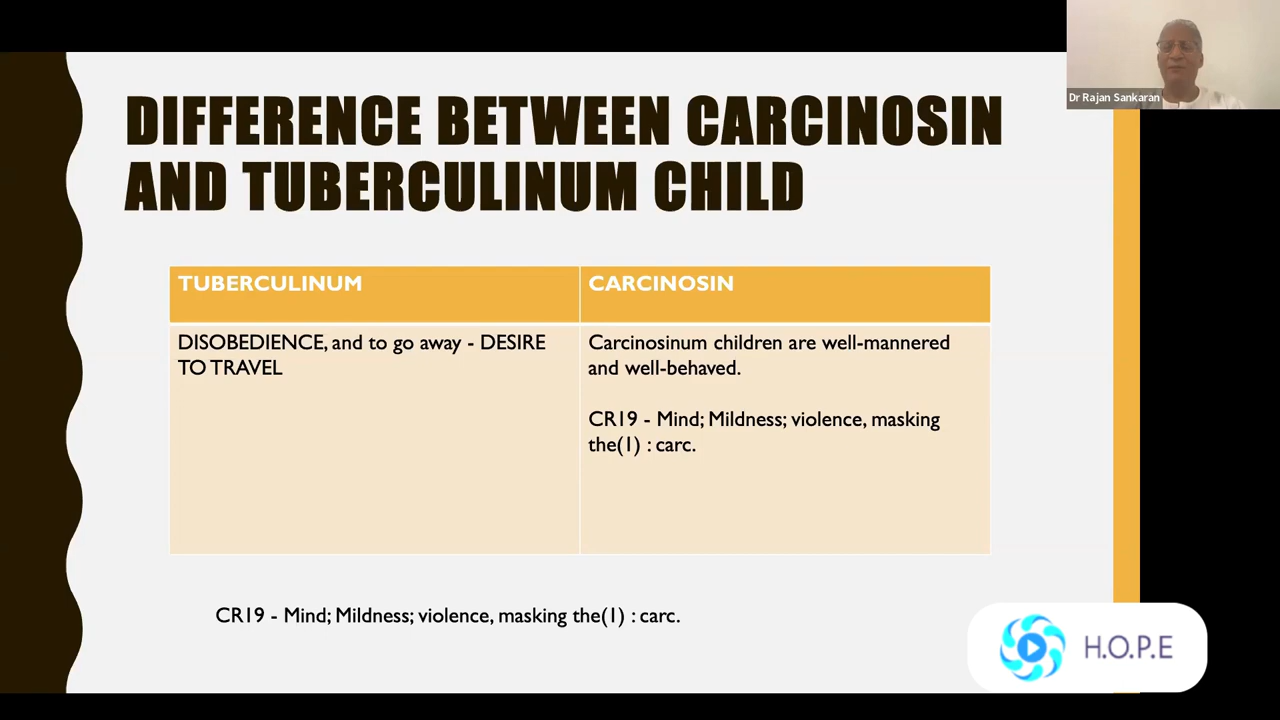 Dr Rajan Sankaran
DIFFERENCE BETWEEN CARCINOSIN
AND TUBERCULINUM CHILD
TUBERCULINUM
CARCINOSIN
DISOBEDIENCE, and to go away - DESIRE
TO TRAVEL
Carcinosinum children are well-mannered
and well-behaved.
CR19 - Mind; Mildness; violence, masking
the(1) : carc.
CR19 - Mind; Mildness; violence, masking the(1) : carc.
H.O.P.E